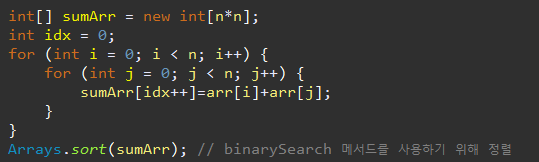 int[] sumArr = new int[n*n];
int idx = 0;
for (int i = 0; i < n; i++) {
    for (int j = 0; j < n; j++) {
        sumArr[idx++]=arr[i]+arr[j];
    }
}
Arrays.sort(sumArr); // binarySearch 메서드를 사용하기 위해 정렬